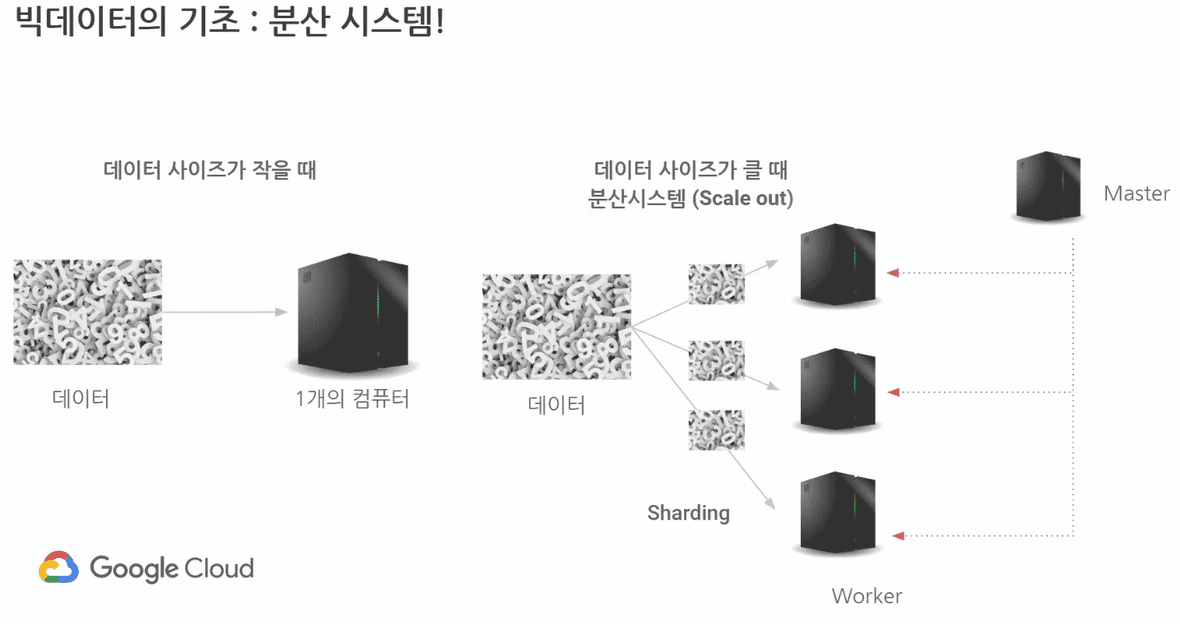 빅데이터의 기초 : 분산 시스템!
데이터 사이즈가 작을 때
데이터
1개의 컴퓨터
데이터 사이즈가 클 때
분산시스템 (Scale out)
Master
데이터
Sharding
Worker
Google Cloud